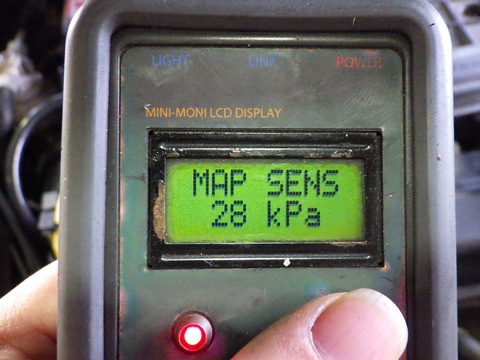 LIGHT LINK POWER
MINI-MONI LCD DISPLAY
MAP SENS
28 kPa